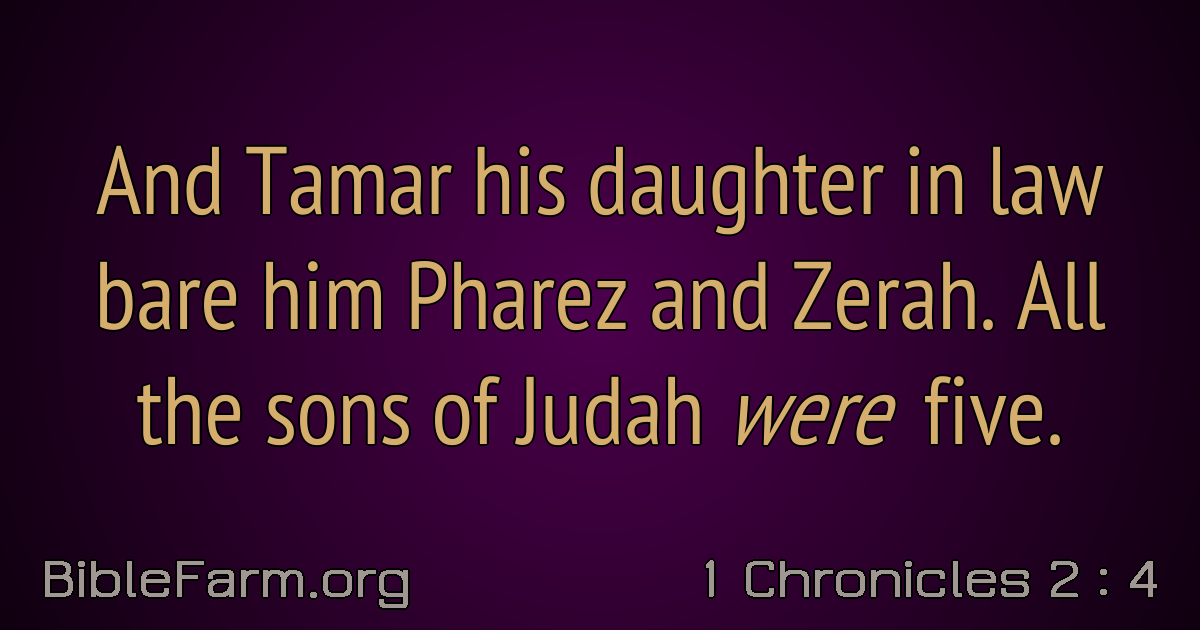 And Tamar his daughter in law
bare him Pharez and Zerah. All
the sons of Judah were five.
BibleFarm.org
1 Chronicles 2 : 4